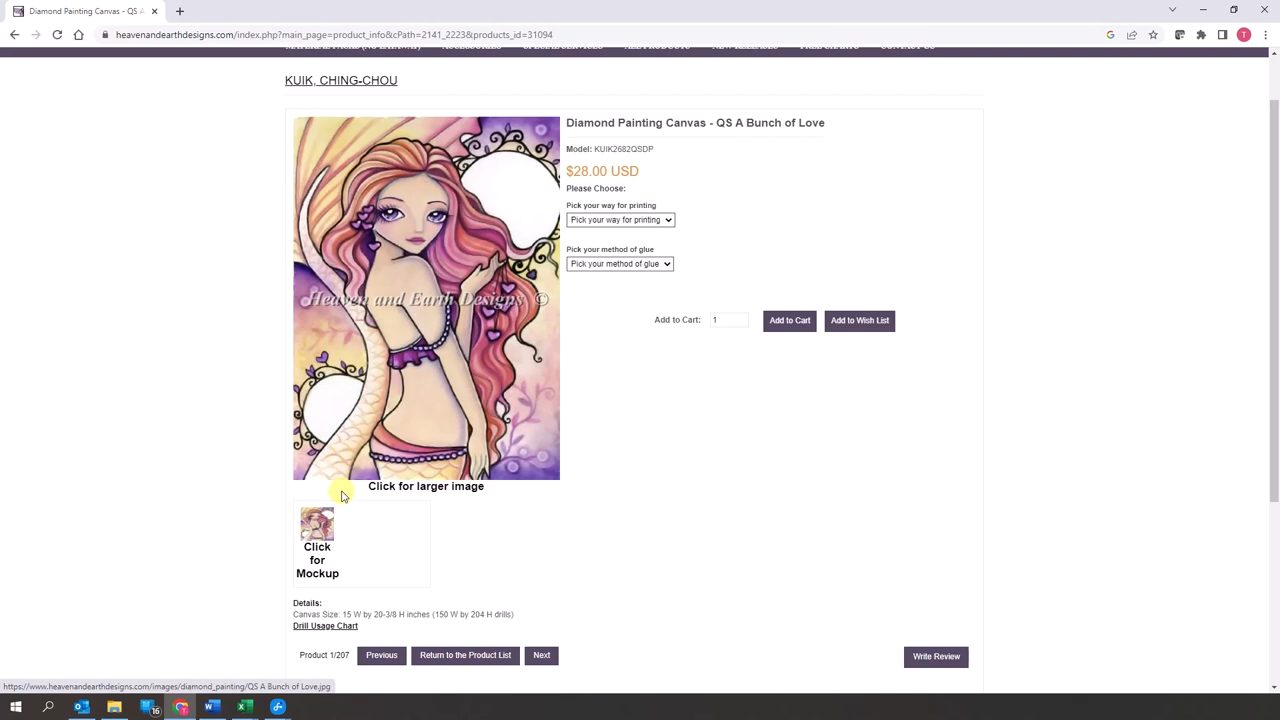 Diamond Painting Canvas - QS A
heavenandearthdesigns.com/index.php?main_page=product_info&cPath=2141_2223&products_id=31094
KUIK, CHING-CHOU
Diamond Painting Canvas - QS A Bunch of Love
Model: KUIK2682QSDP
$28.00 USD
Please Choose:
Pick your way for printing
Pick your way for printing
Pick your method of glue
Pick your method of glue
Heaven and Earth Designs ©
Add to Cart: 1 Add to Cart Add to Wish List
Click for larger image
Click
for
Mockup
Details:
Canvas Size: 15 W by 20-3/8 H inches (150 W by 204 H drills)
Drill Usage Chart
Product 1/207 Previous Return to the Product List Next Write Review
https://www.heavenandearthdesigns.com/images/diamond_painting/QS A Bunch of Love.jpg
16